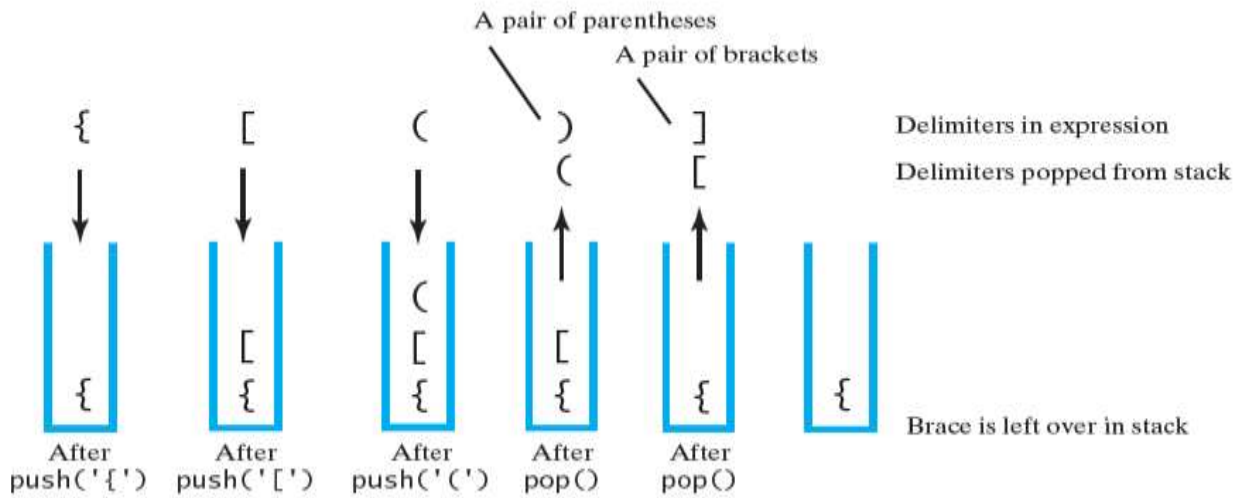 A pair of parentheses
A pair of brackets
{ [ ( ) ] Delimiters in expression
( [ Delimiters popped from stack
(
[ [ [
{ { { { { {
Brace is left over in stack
After After After After After
push('{') push('[') push('(') pop() pop()